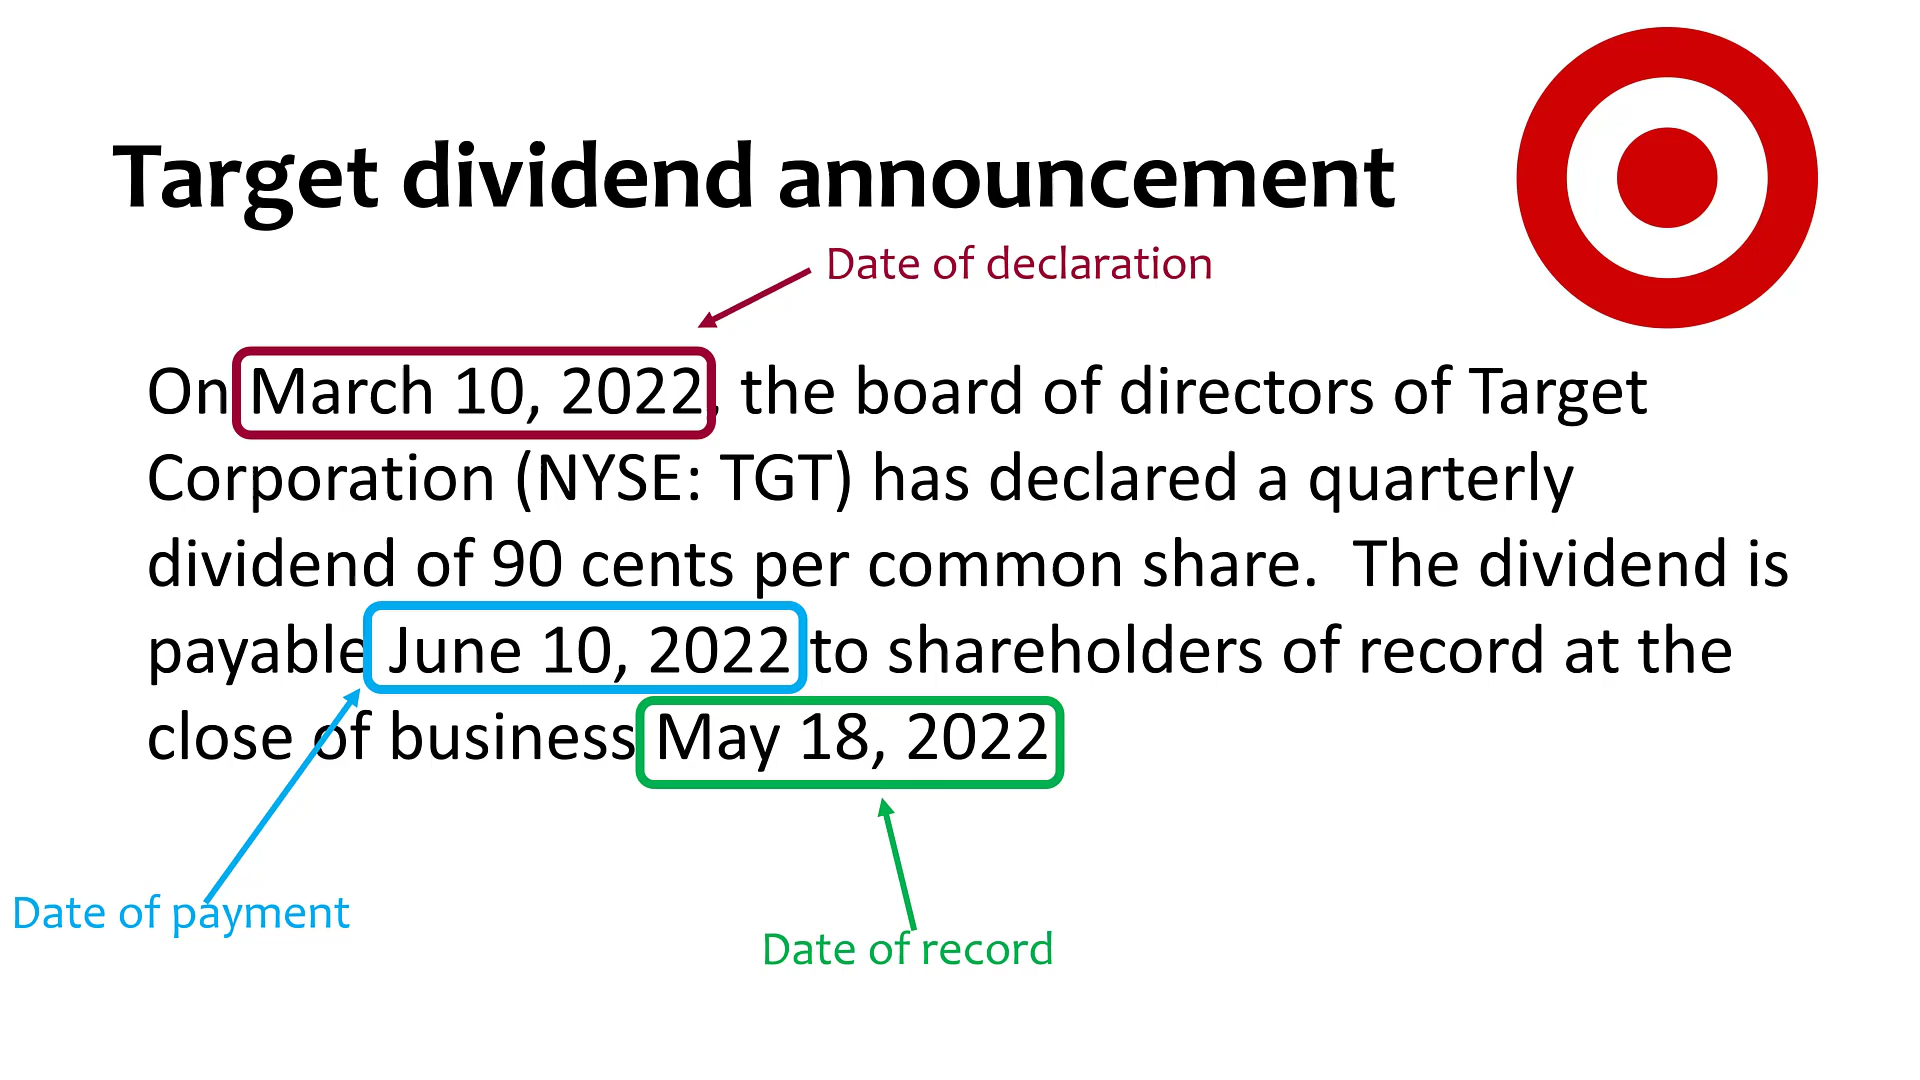 Target dividend announcement
Date of declaration
On March 10, 2022, the board of directors of Target
Corporation (NYSE: TGT) has declared a quarterly
dividend of 90 cents per common share.  The dividend is
payable June 10, 2022 to shareholders of record at the
close of business May 18, 2022
Date of payment
Date of record